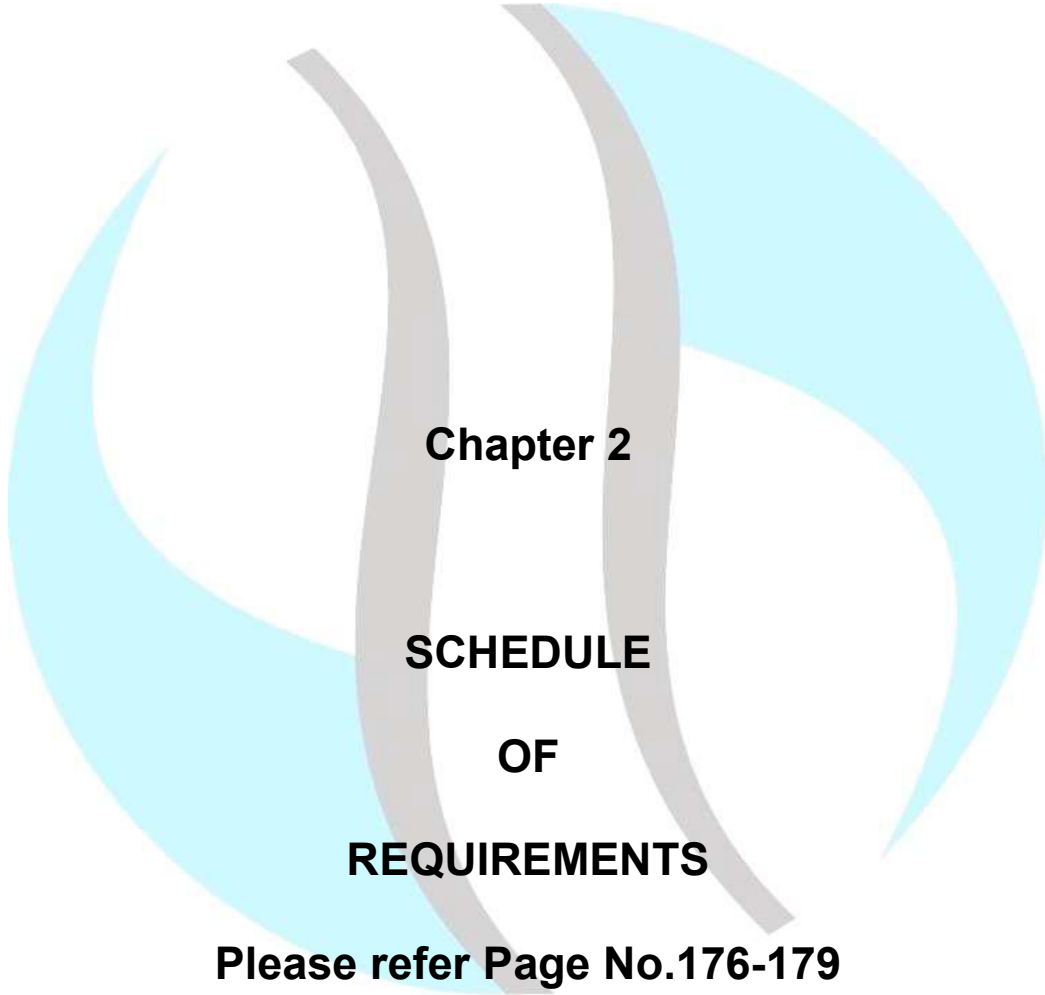 Chapter 2
SCHEDULE
OF
REQUIREMENTS
Please refer Page No.176-179